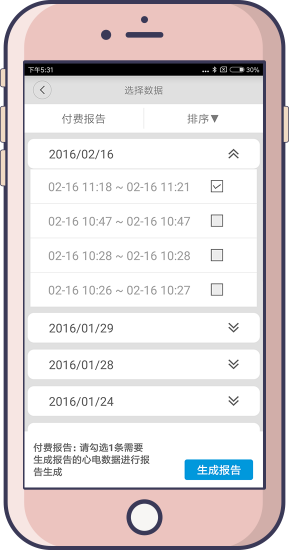 下午5:31
... 30%
选择数据
付费报告 排序▼
2016/02/16
02-16 11:18 ~ 02-16 11:21
02-16 10:47 ~ 02-16 10:47
02-16 10:28 ~ 02-16 10:28
02-16 10:26 ~ 02-16 10:27
2016/01/29
2016/01/28
2016/01/24
付费报告：请勾选1条需要
生成报告的心电数据进行报
告生成
生成报告